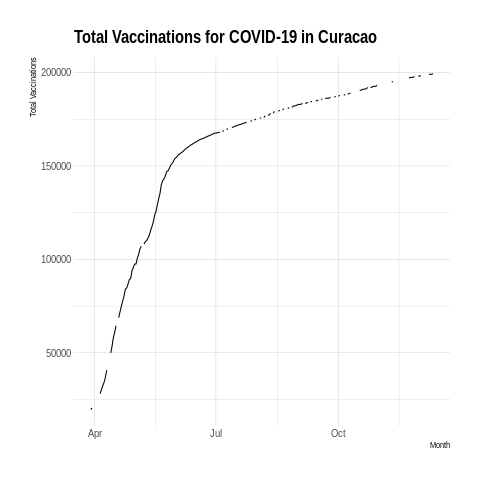 Total Vaccinations for COVID-19 in Curacao
Total Vaccinations
200000
150000
100000
50000
Apr
Jul
Oct
Month